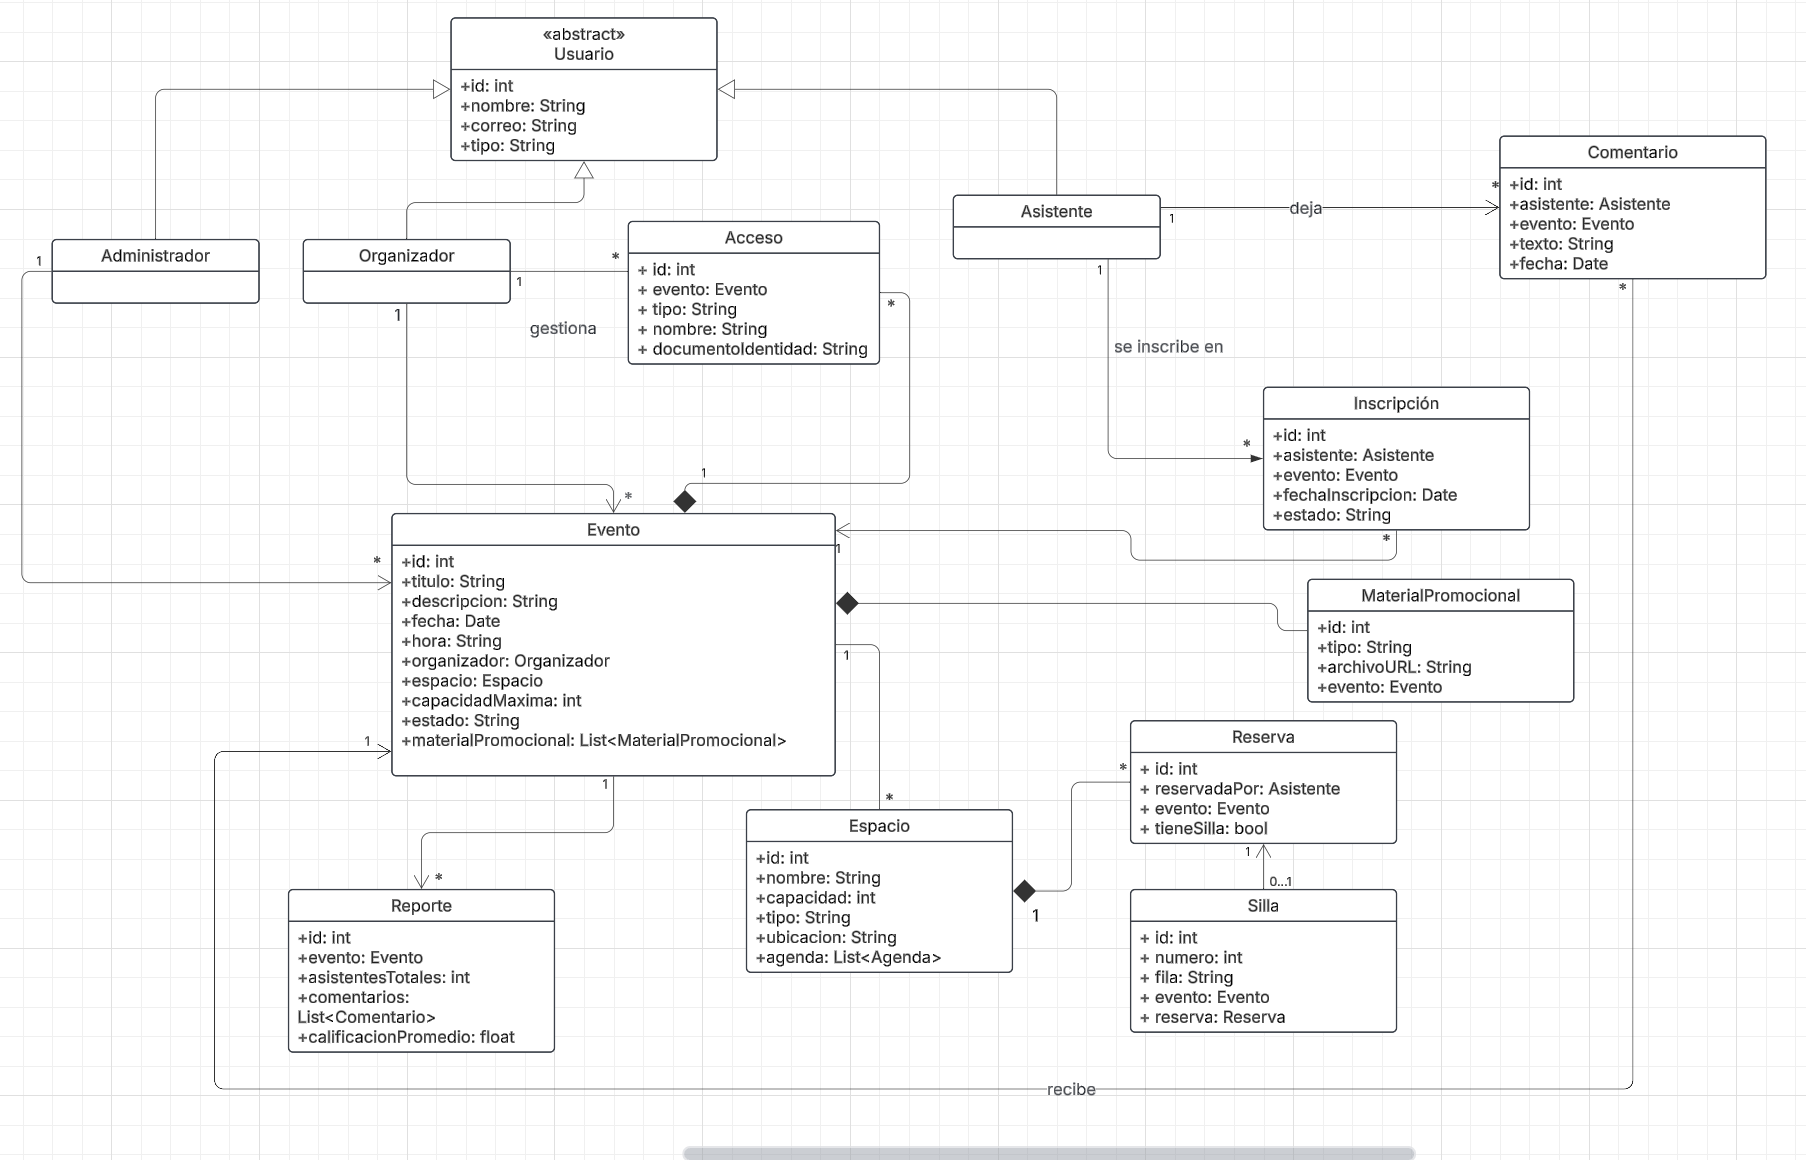 «abstract»
Usuario
+id: int
+nombre: String
+correo: String
+tipo: String
Comentario
+id: int
+asistente: Asistente
+evento: Evento
+texto: String
+fecha: Date
*
*
Asistente
1
deja
1
Administrador
1
Organizador
1
1
Acceso
+ id: int
+ evento: Evento
+ tipo: String
+ nombre: String
+ documentoIdentidad: String
*
*
gestiona
se inscribe en
Inscripción
+id: int
+asistente: Asistente
+evento: Evento
+fechaInscripcion: Date
+estado: String
*
*
1
*
Evento
+id: int
+titulo: String
+descripcion: String
+fecha: Date
+hora: String
+organizador: Organizador
+espacio: Espacio
+capacidadMaxima: int
+estado: String
+materialPromocional: List<MaterialPromocional>
*
1
1
1
1
MaterialPromocional
+id: int
+tipo: String
+archivoURL: String
+evento: Evento
Reserva
+ id: int
+ reservadaPor: Asistente
+ evento: Evento
+ tieneSilla: bool
*
1
0...1
*
Espacio
+id: int
+nombre: String
+capacidad: int
+tipo: String
+ubicacion: String
+agenda: List<Agenda>
1
*
Reporte
+id: int
+evento: Evento
+asistentesTotales: int
+comentarios:
List<Comentario>
+calificacionPromedio: float
Silla
+ id: int
+ numero: int
+ fila: String
+ evento: Evento
+ reserva: Reserva
recibe